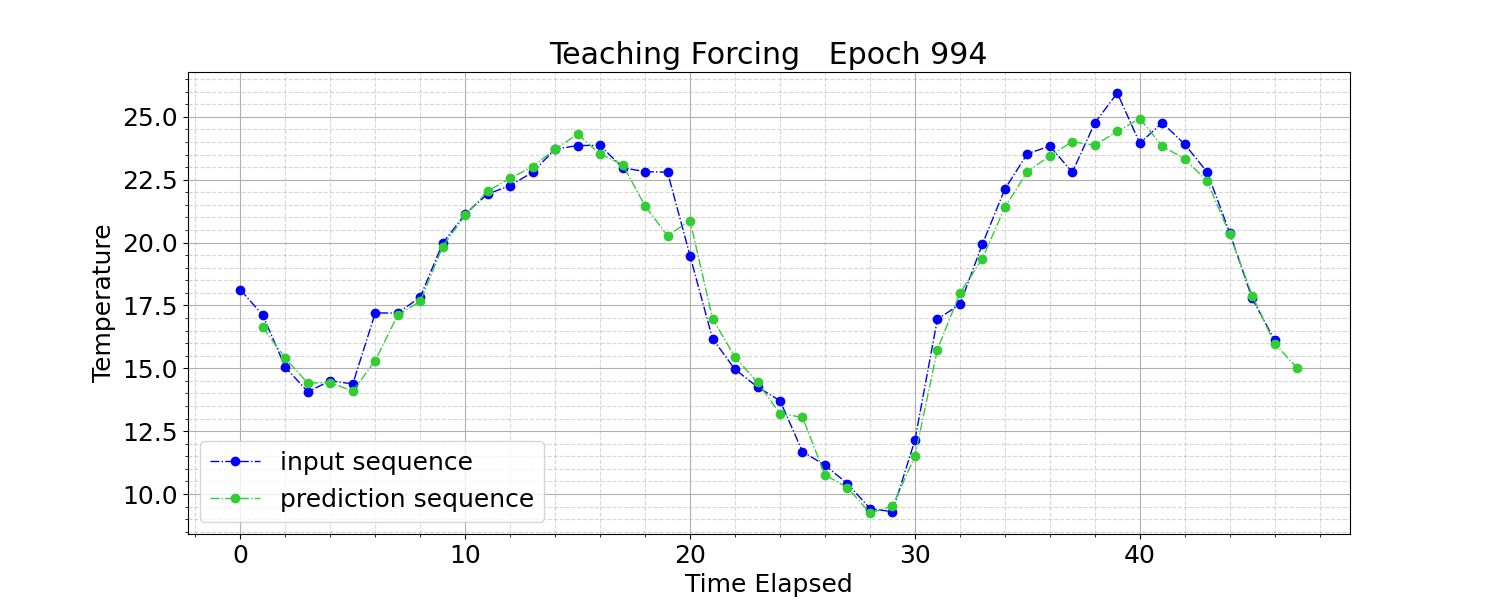 Teaching Forcing   Epoch 994
Temperature
25.0
22.5
20.0
17.5
15.0
12.5
10.0
input sequence
prediction sequence
0 10 20 30 40
Time Elapsed